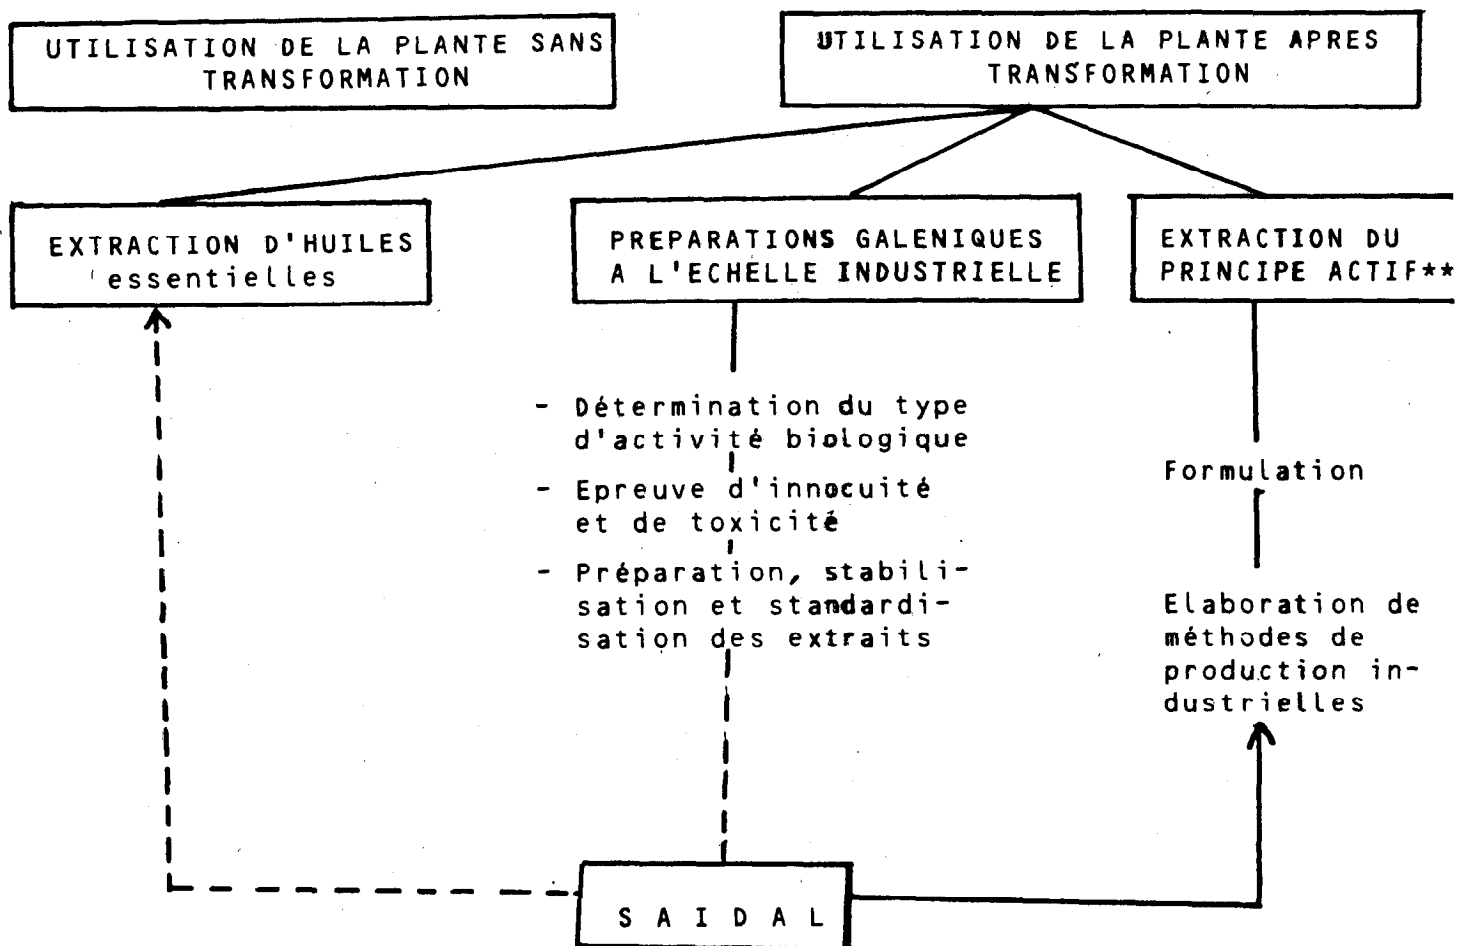 UTILISATION DE LA PLANTE SANS
TRANSFORMATION
UTILISATION DE LA PLANTE APRES
TRANSFORMATION
EXTRACTION D'HUILES
essentielles
PREPARATIONS GALENIQUES
A L'ECHELLE INDUSTRIELLE
EXTRACTION DU
PRINCIPE ACTIF**
- Détermination du type
d'activité biologique
- Epreuve d'innocuité
et de toxicité
- Préparation, stabili-
sation et standardi-
sation des extraits
Formulation
Elaboration de
méthodes de
production in-
dustrielles
S A I D A L